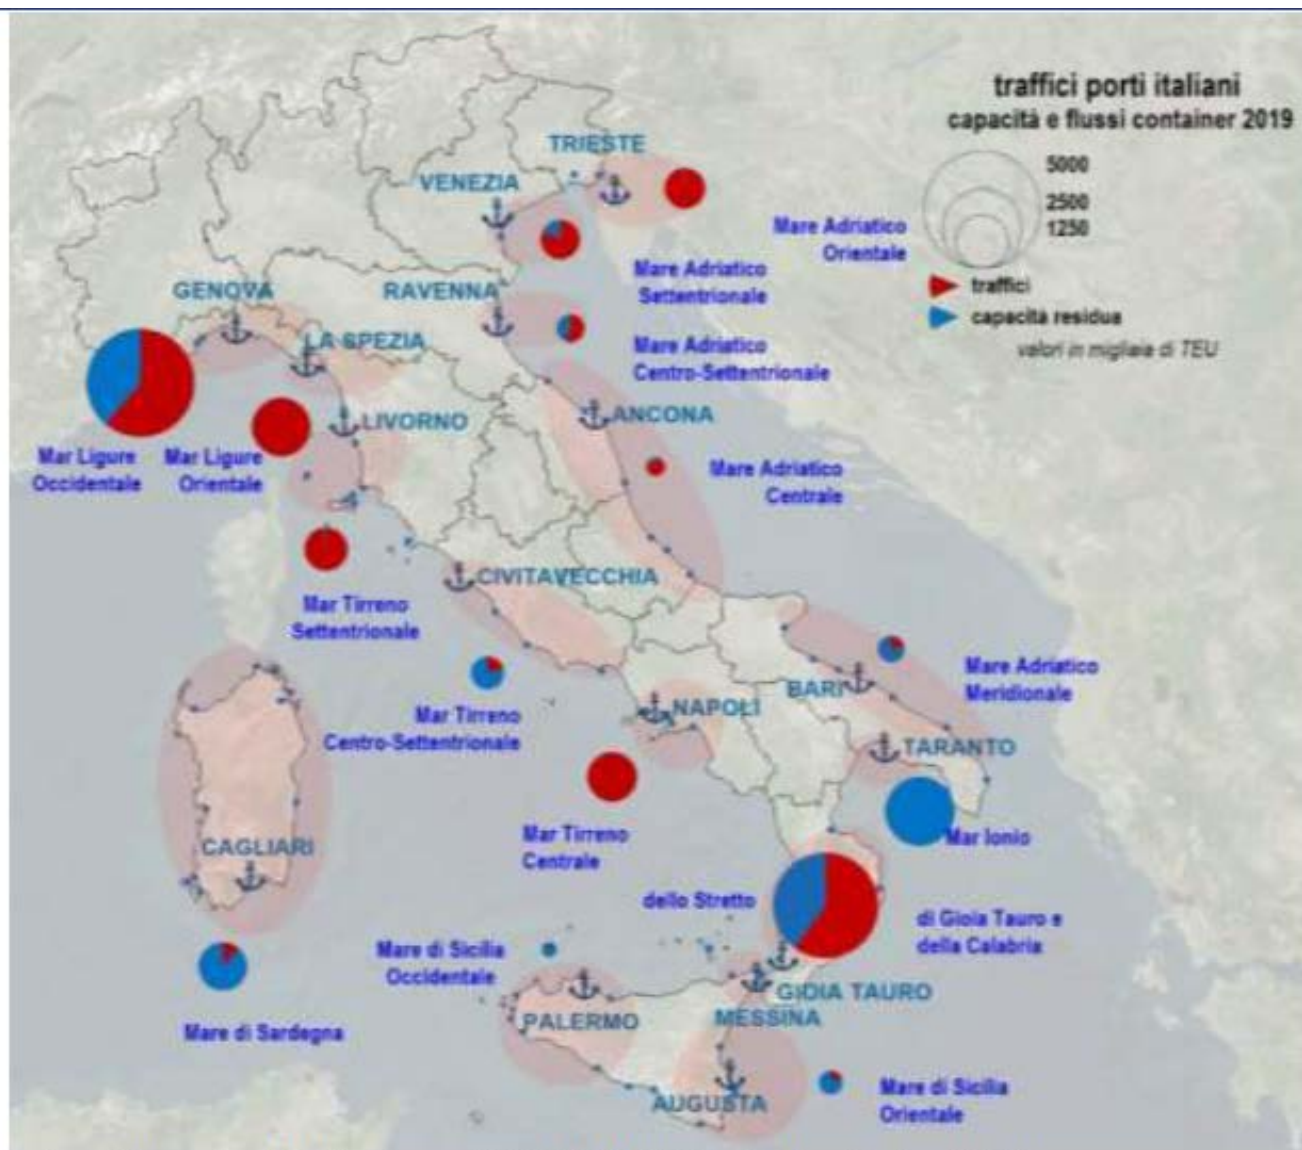 traffici porti italiani
capacità e flussi container 2019
5000
2500
1250
traffici
capacità residua
valori in migliaia di TEU
TRIESTE
VENEZIA
Mare Adriatico
Orientale
Mare Adriatico
Settentrionale
GENOVA
RAVENNA
LA SPEZIA
Mare Adriatico
Centro-Settentrionale
ANCONA
LIVORNO
Mar Ligure
Occidentale
Mar Ligure
Orientale
Mare Adriatico
Centrale
CIVITAVECCHIA
Mar Tirreno
Settentrionale
Mare Adriatico
Meridionale
BARI
NAPOLI
Mar Tirreno
Centro-Settentrionale
TARANTO
Mar Tirreno
Centrale
Mar Ionio
CAGLIARI
dello Stretto
di Gioia Tauro e
della Calabria
Mare di Sicilia
Occidentale
GIOIA TAURO
MESSINA
PALERMO
Mare di Sardegna
AUGUSTA
Mare di Sicilia
Orientale